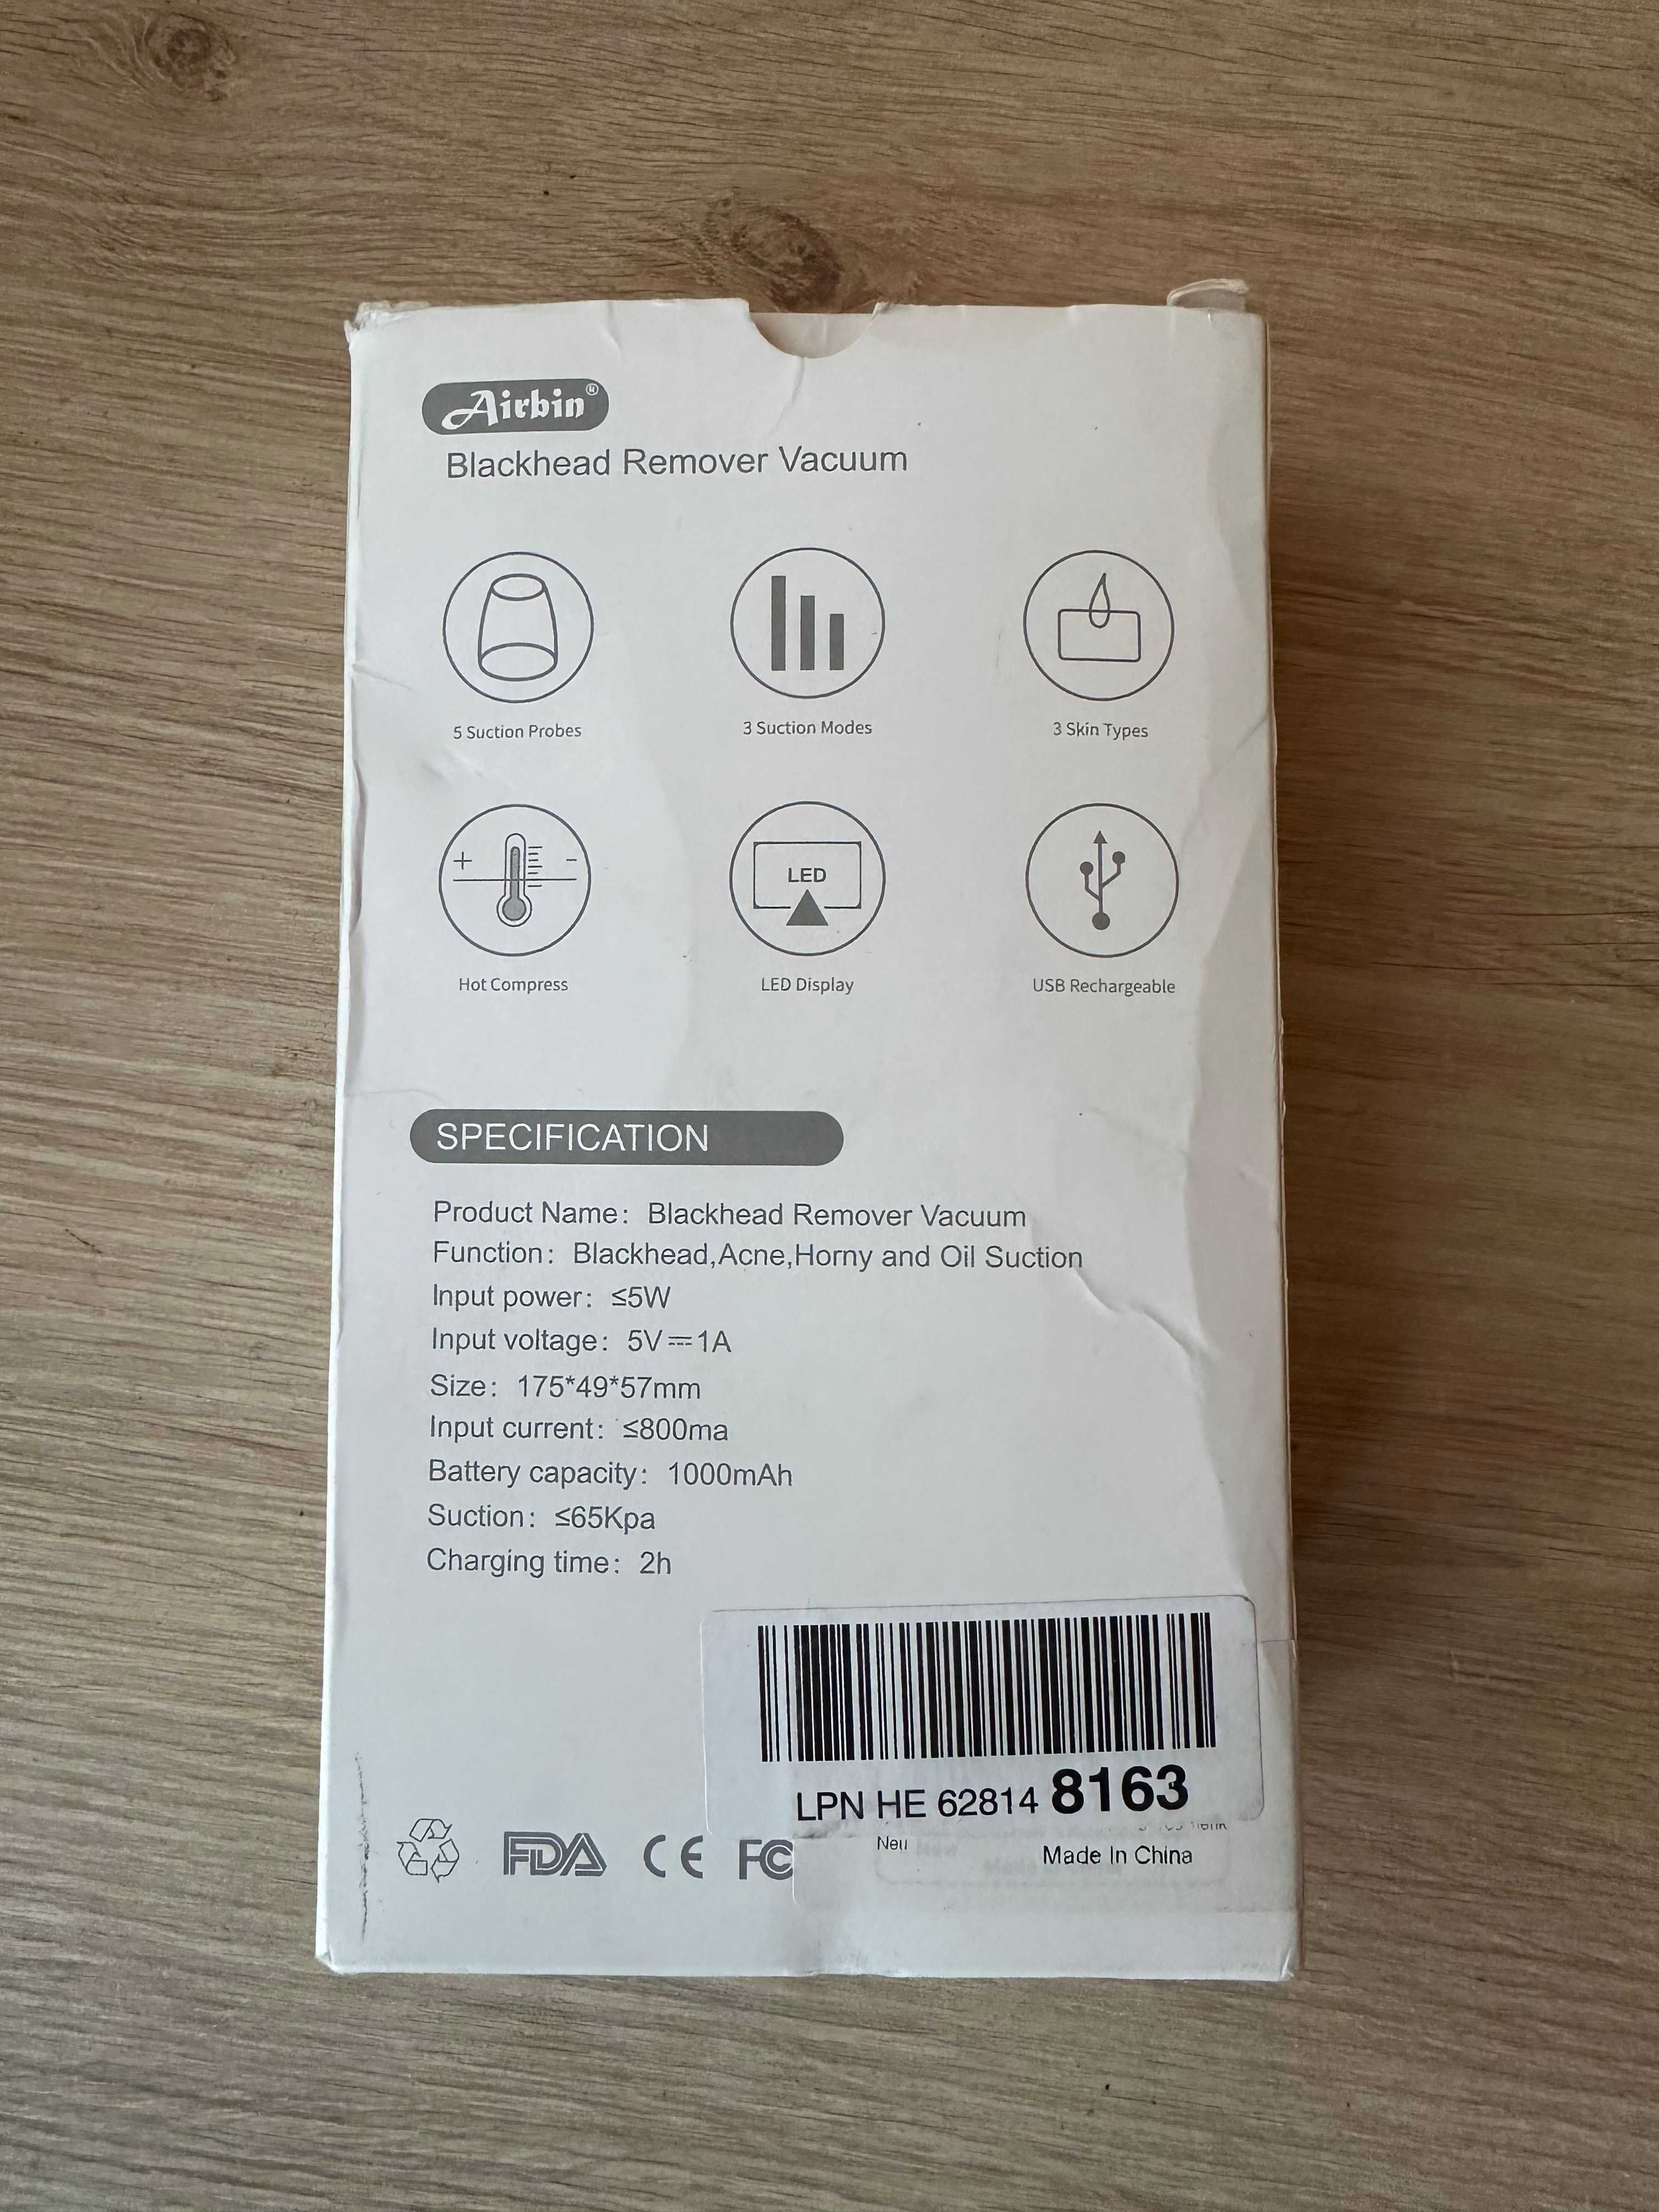 Airbin®
Blackhead Remover Vacuum
5 Suction Probes
3 Suction Modes
3 Skin Types
+ -
LED
Hot Compress
LED Display
USB Rechargeable
SPECIFICATION
Product Name: Blackhead Remover Vacuum
Function: Blackhead,Acne,Horny and Oil Suction
Input power: ≤5W
Input voltage: 5V⎓1A
Size: 175*49*57mm
Input current: ≤800ma
Battery capacity: 1000mAh
Suction: ≤65Kpa
Charging time: 2h
LPN HE 62814 8163
Neu
FDA CE FC
Made In China